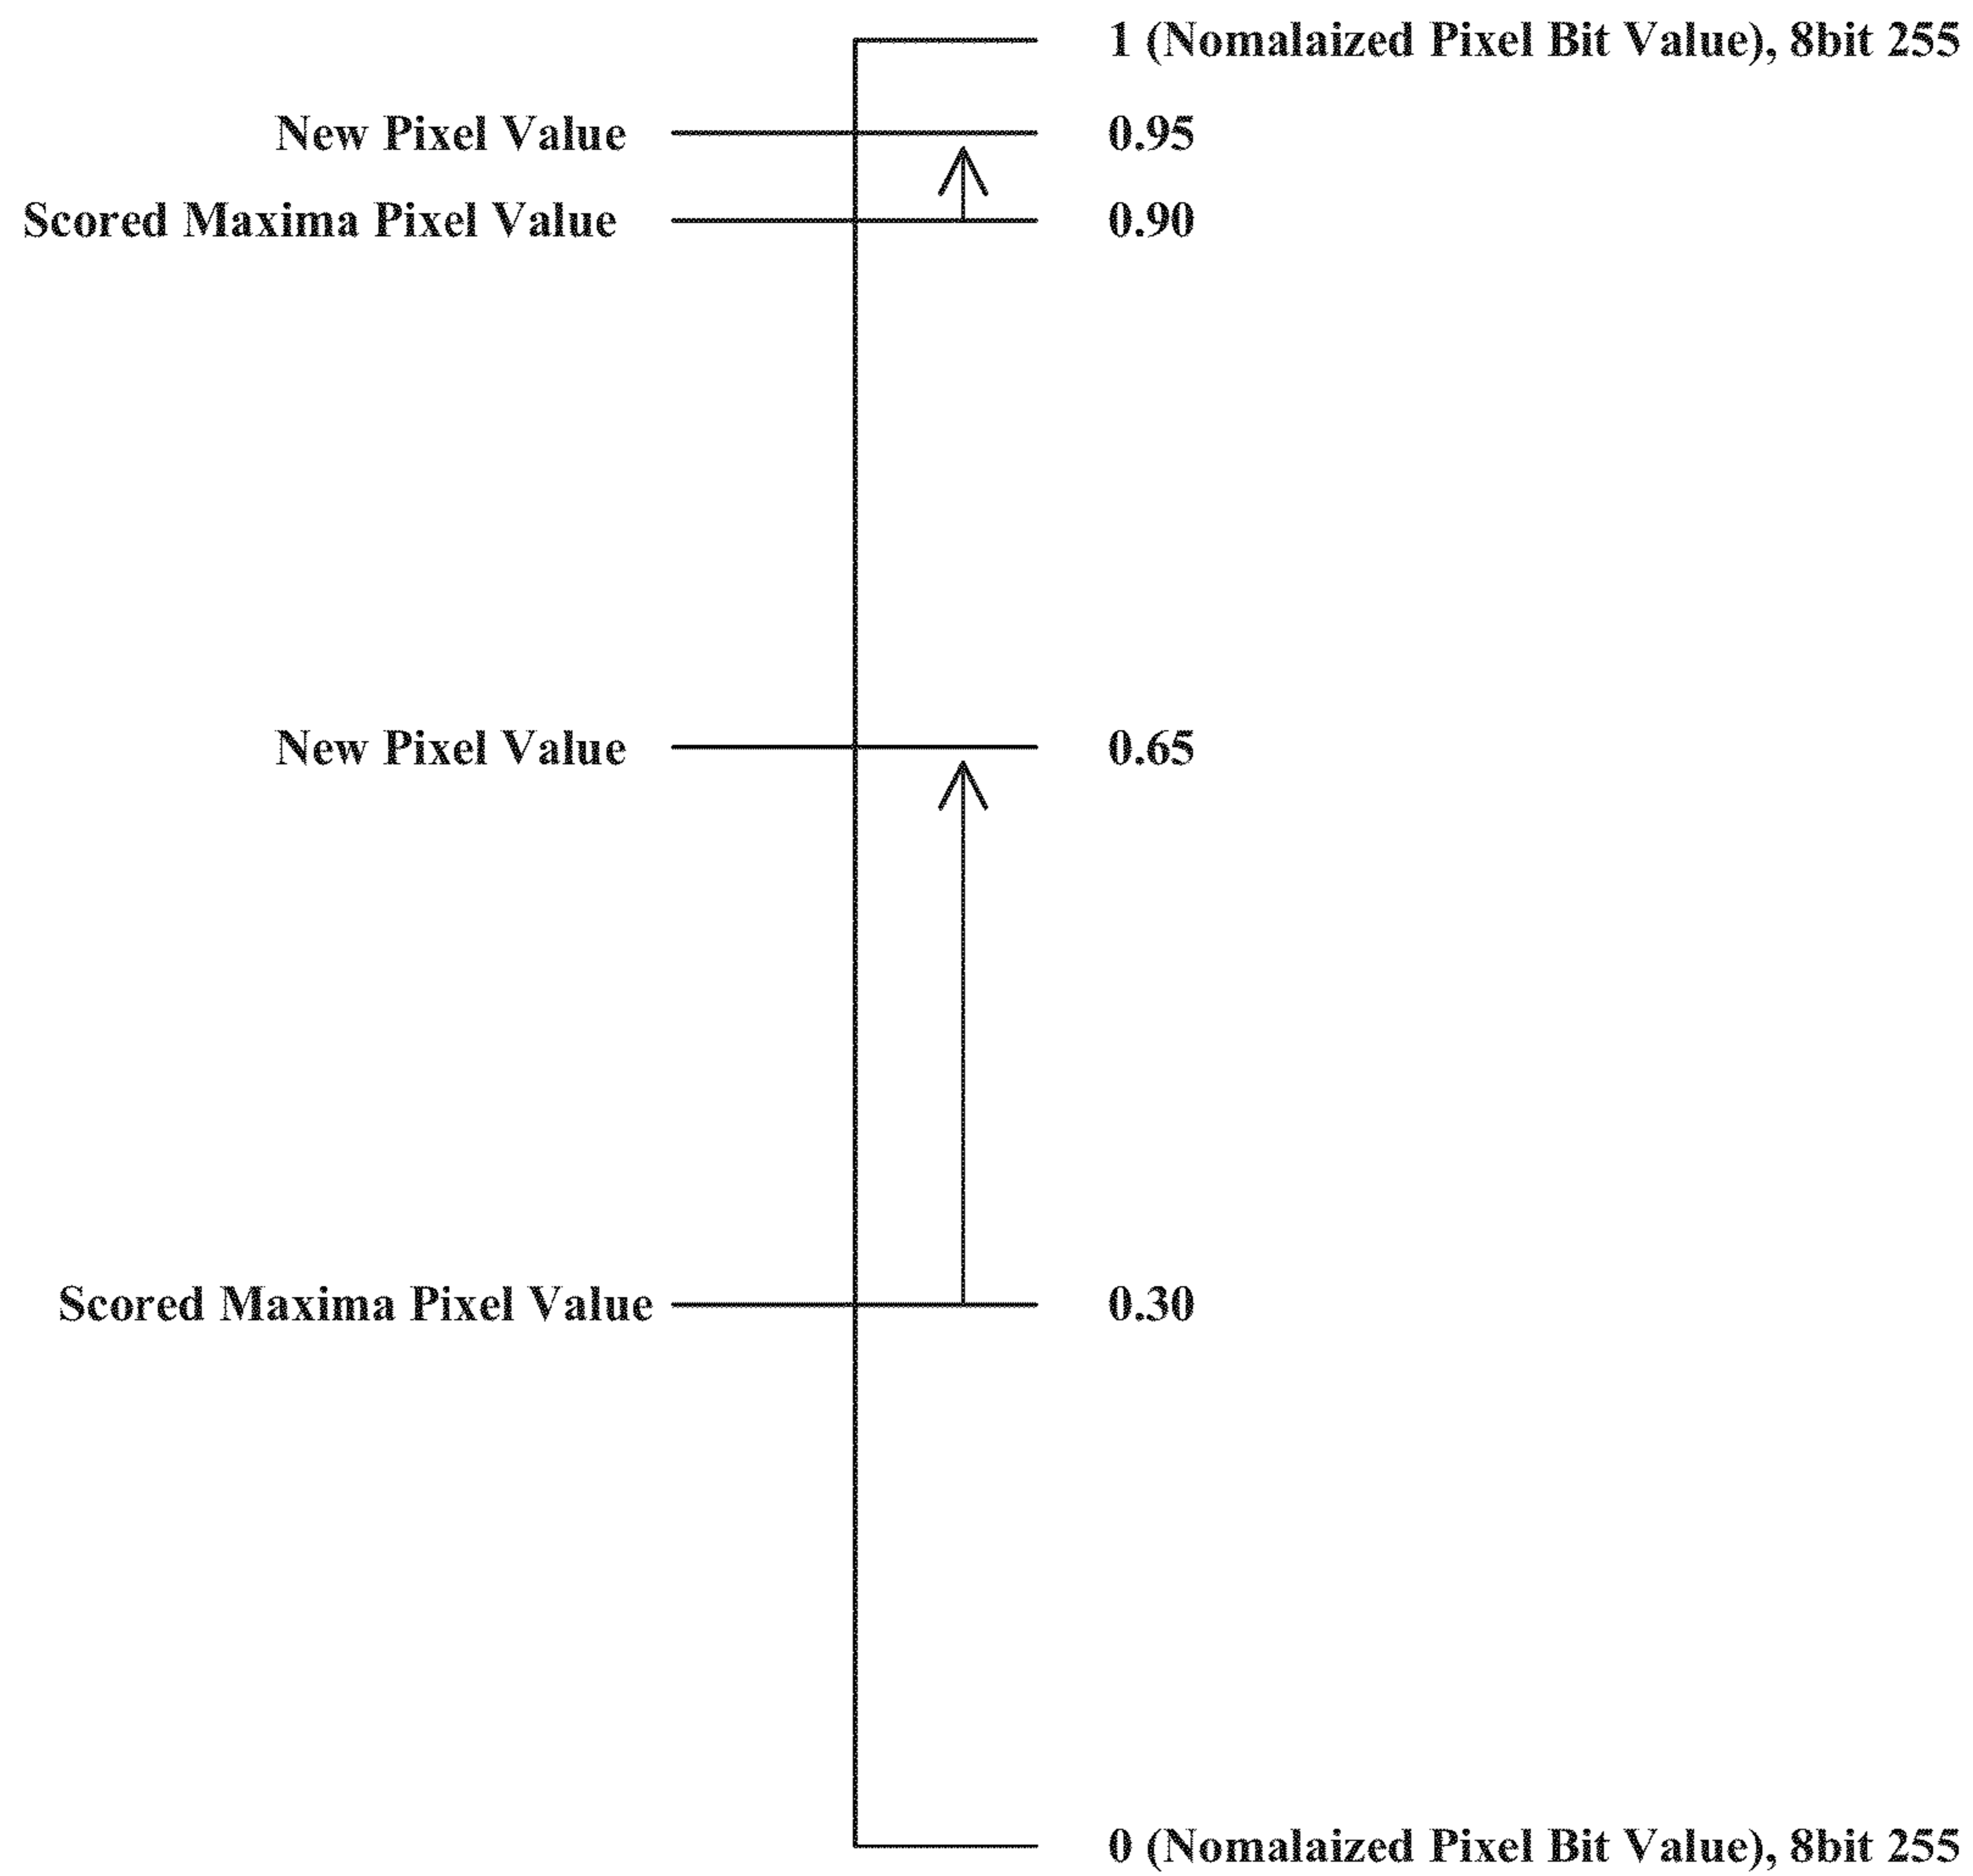 1 (Nomalaized Pixel Bit Value), 8bit 255
New Pixel Value 0.95
Scored Maxima Pixel Value 0.90
New Pixel Value 0.65
Scored Maxima Pixel Value 0.30
0 (Nomalaized Pixel Bit Value), 8bit 255